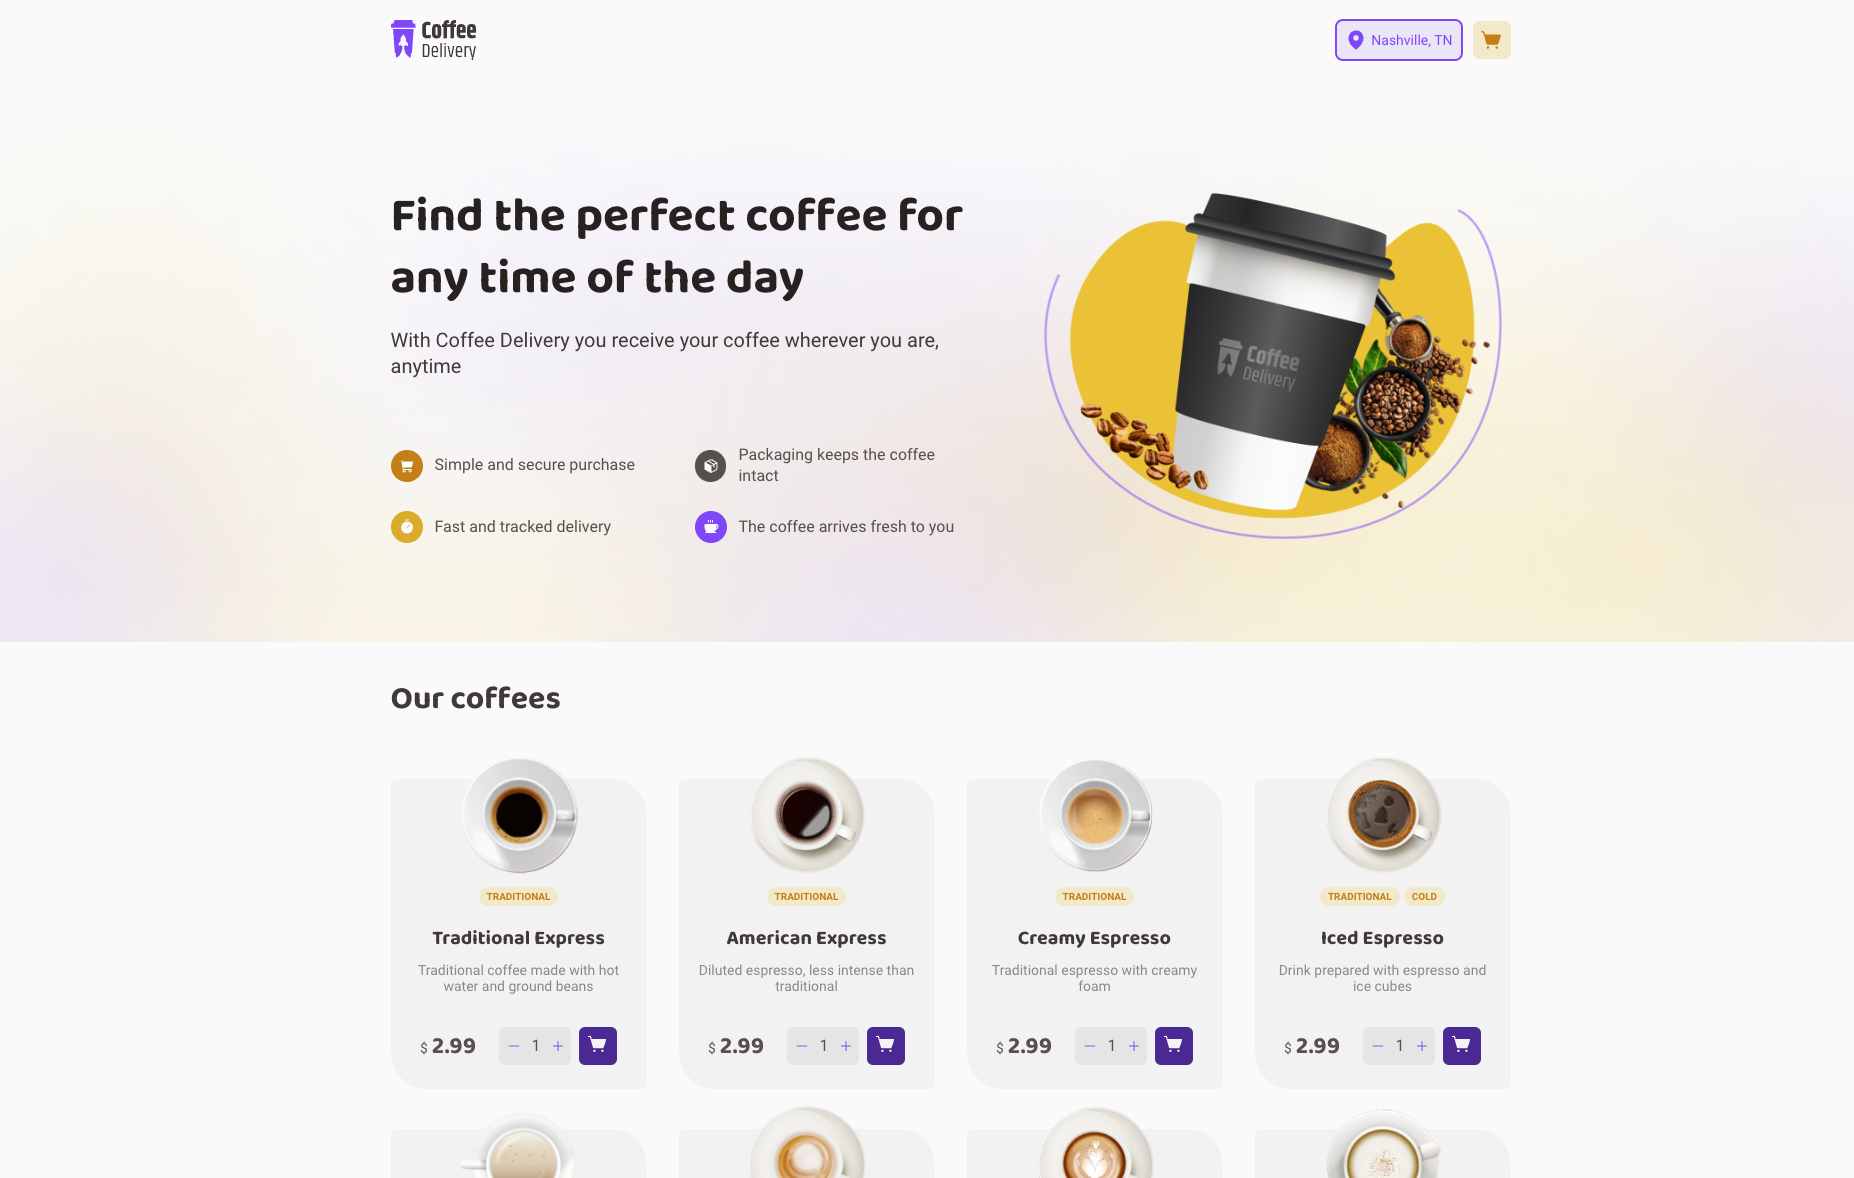 Coffee
Delivery
Nashville, TN
Find the perfect coffee for
any time of the day
With Coffee Delivery you receive your coffee wherever you are,
anytime
Simple and secure purchase
Packaging keeps the coffee
intact
Fast and tracked delivery
The coffee arrives fresh to you
Coffee
Delivery
Our coffees
TRADITIONAL
Traditional Express
Traditional coffee made with hot
water and ground beans
$ 2.99 − 1 +
TRADITIONAL
American Express
Diluted espresso, less intense than
traditional
$ 2.99 − 1 +
TRADITIONAL
Creamy Espresso
Traditional espresso with creamy
foam
$ 2.99 − 1 +
TRADITIONAL COLD
Iced Espresso
Drink prepared with espresso and
ice cubes
$ 2.99 − 1 +